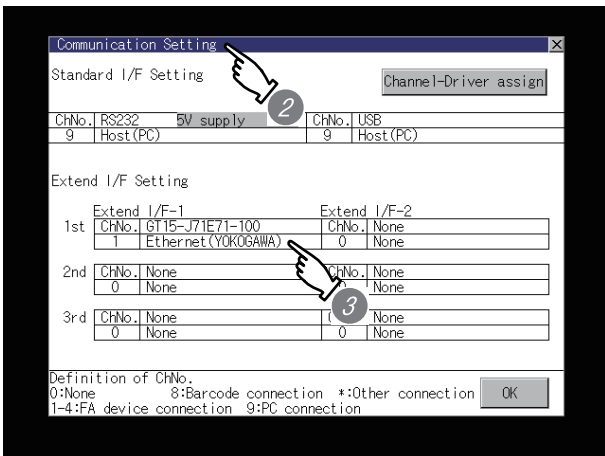 Communication Setting
Standard I/F Setting
Channel-Driver assign
ChNo. RS232 5V supply ChNo. USB
9 Host(PC) 9 Host(PC)
2
Extend I/F Setting
Extend I/F-1 Extend I/F-2
1st ChNo. GT15-J71E71-100 ChNo. None
1 Ethernet(YOKOGAWA) 0 None
2nd ChNo. None ChNo. None
0 None None
3
3rd ChNo. None None
0 None 0 None
Definition of ChNo.
0:None 8:Barcode connection *:Other connection
1-4:FA device connection 9:PC connection
OK